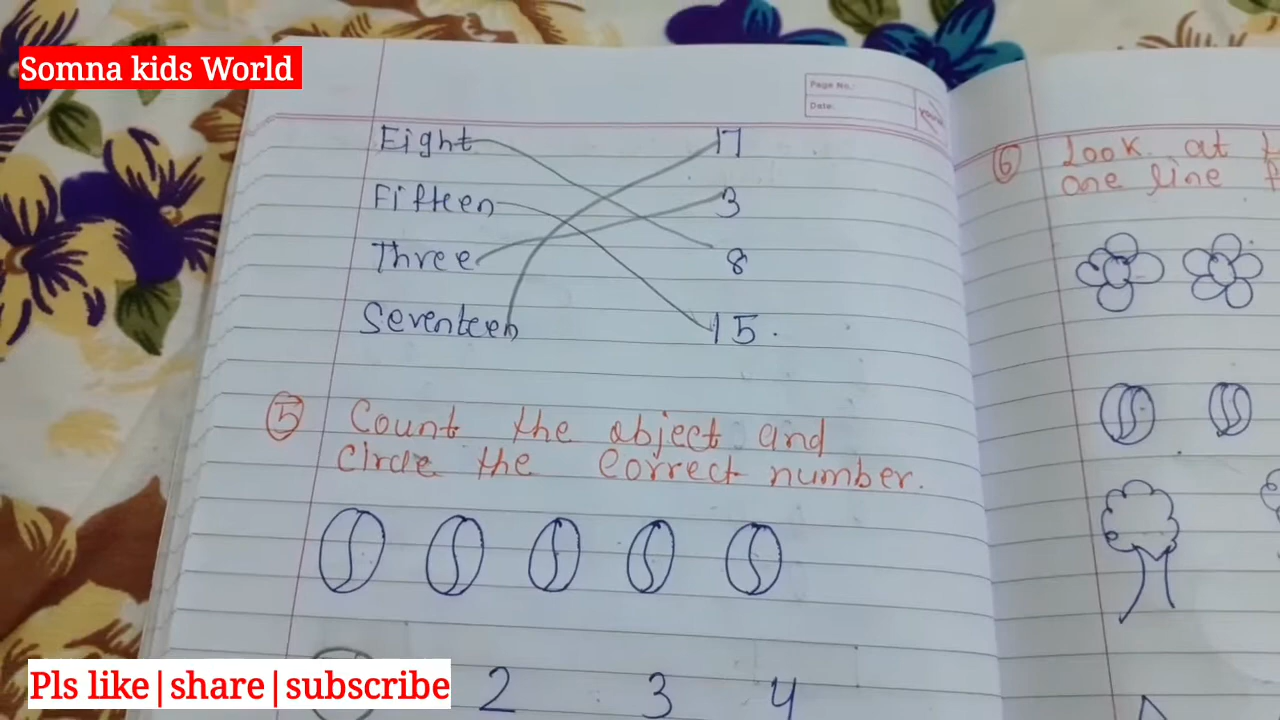 Somna kids World
Page No.:
Date:
Eight 17
Fifteen 3
Three 8
Seventeen 15.
5 Count the object and
circle the correct number.
2 3 4
6 Look at
one line
Pls like|share|subscribe